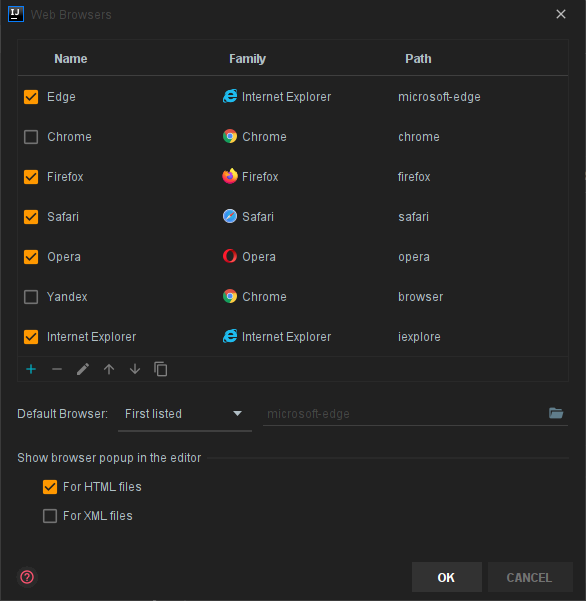 IJ Web Browsers
Name Family Path
Edge Internet Explorer microsoft-edge
Chrome Chrome chrome
Firefox Firefox firefox
Safari Safari safari
Opera Opera opera
Yandex Chrome browser
Internet Explorer Internet Explorer iexplore
Default Browser: First listed microsoft-edge
Show browser popup in the editor
For HTML files
For XML files
OK CANCEL